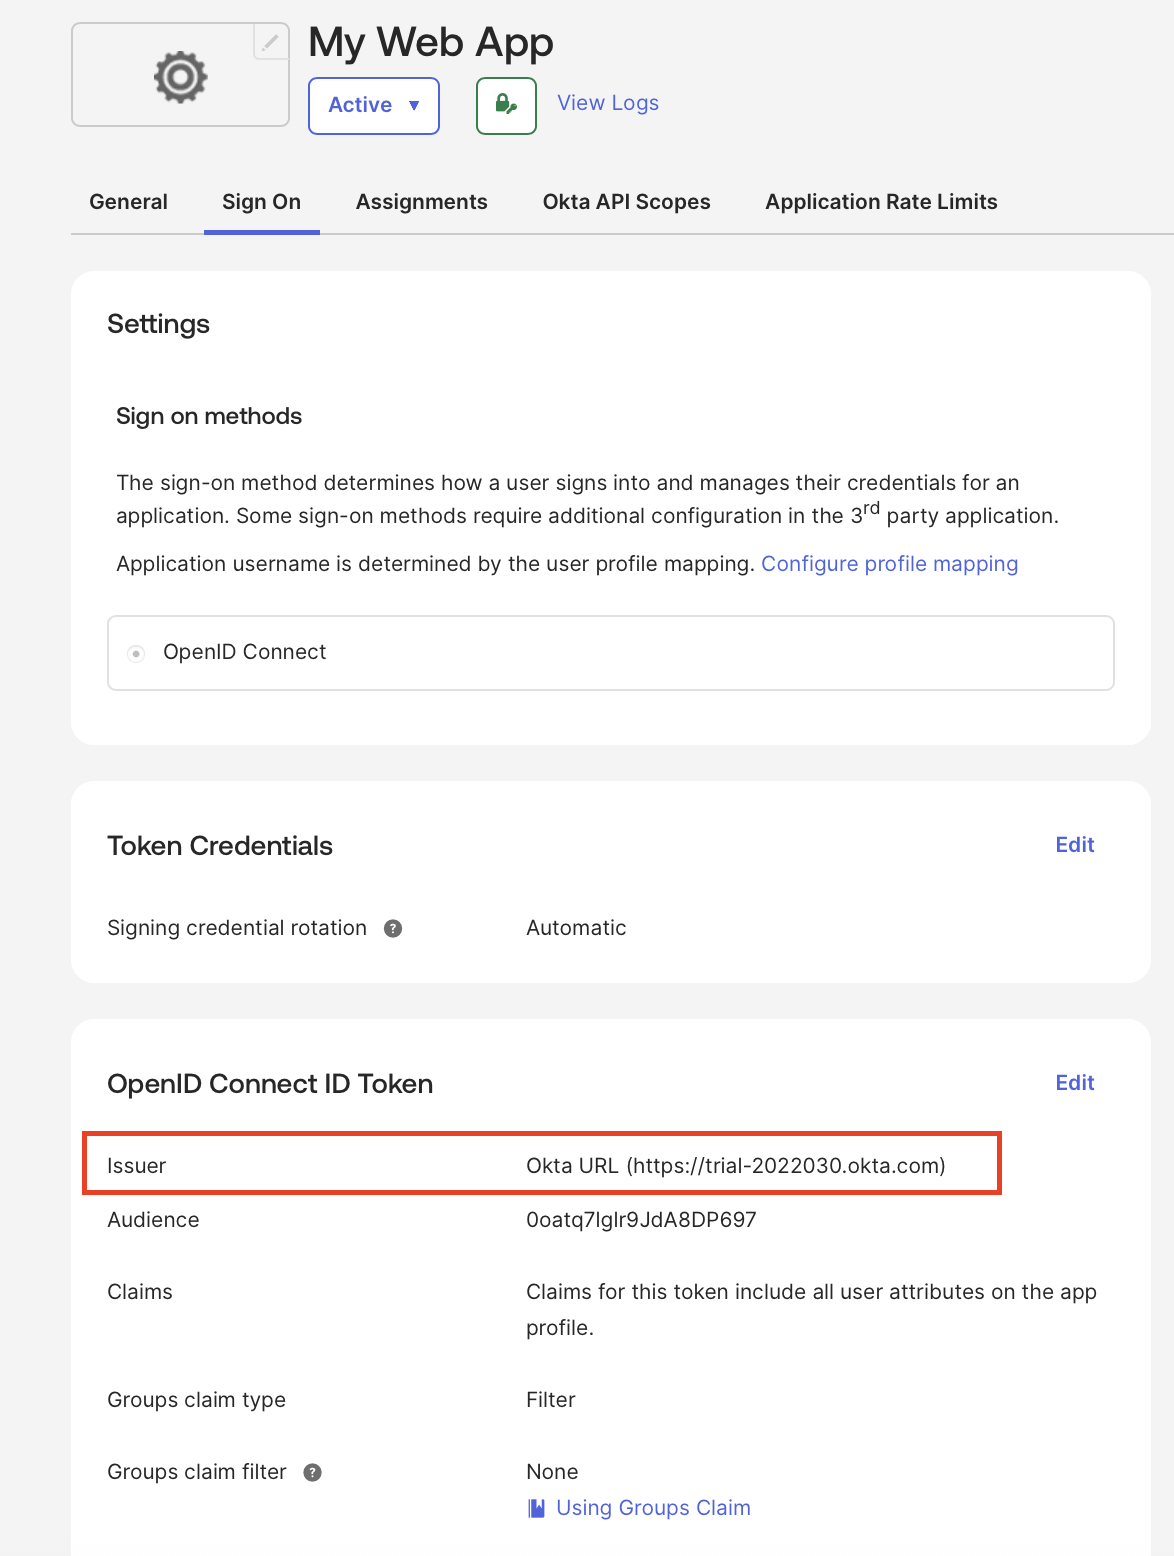 My Web App
Active ▼
View Logs
General
Sign On
Assignments
Okta API Scopes
Application Rate Limits
Settings
Sign on methods
The sign-on method determines how a user signs into and manages their credentials for an
application. Some sign-on methods require additional configuration in the 3rd party application.
Application username is determined by the user profile mapping. Configure profile mapping
OpenID Connect
Token Credentials
Edit
Signing credential rotation ?
Automatic
OpenID Connect ID Token
Edit
Issuer
Okta URL (https://trial-2022030.okta.com)
Audience
0oatq7lglr9JdA8DP697
Claims
Claims for this token include all user attributes on the app
profile.
Groups claim type
Filter
Groups claim filter ?
None
Using Groups Claim